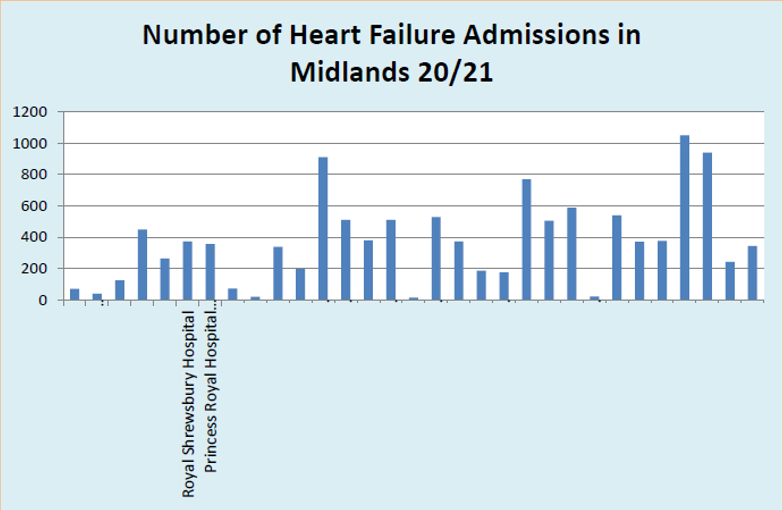 Number of Heart Failure Admissions in
Midlands 20/21
1200
1000
800
600
400
200
0
Royal Shrewsbury Hospital
Princess Royal Hospital...